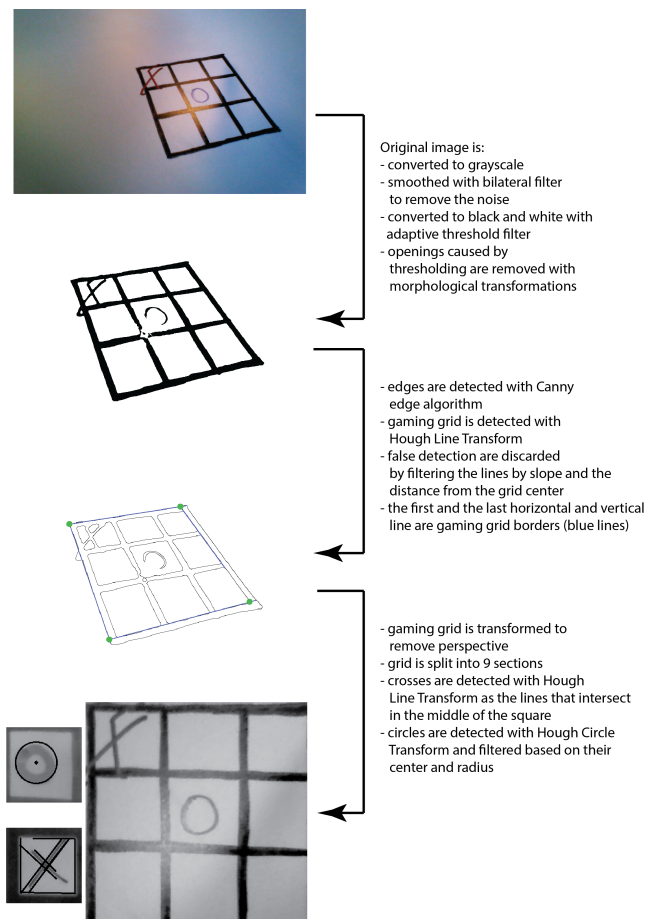 Original image is:
- converted to grayscale
- smoothed with bilateral filter
to remove the noise
- converted to black and white with
adaptive threshold filter
- openings caused by
thresholding are removed with
morphological transformations
- edges are detected with Canny
edge algorithm
- gaming grid is detected with
Hough Line Transform
- false detection are discarded
by filtering the lines by slope and the
distance from the grid center
- the first and the last horizontal and vertical
line are gaming grid borders (blue lines)
- gaming grid is transformed to
remove perspective
- grid is split into 9 sections
- crosses are detected with Hough
Line Transform as the lines that intersect
in the middle of the square
- circles are detected with Hough Circle
Transform and filtered based on their
center and radius